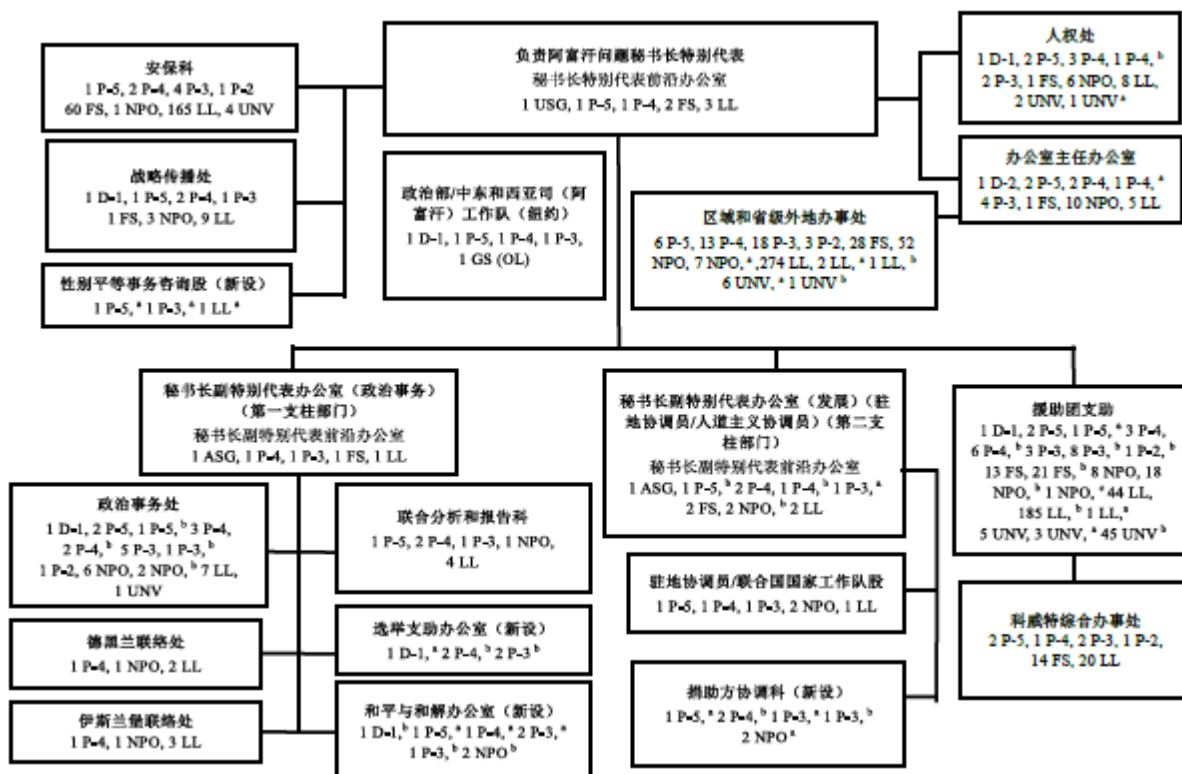 负责阿富汗问题秘书长特别代表
秘书长特别代表前沿办公室
1 USG, 1 P-5, 1 P-4, 2 FS, 3 LL
安保科
1 P-5, 2 P-4, 4 P-3, 1 P-2
60 FS, 1 NPO, 165 LL, 4 UNV
战略传播处
1 D-1, 1 P-5, 2 P-4, 1 P-3
1 FS, 3 NPO, 9 LL
性别平等事务咨询股（新设）
1 P-5, ᵃ 1 P-3, ᵃ 1 LL ᵃ
政治部/中东和西亚司（阿
富汗）工作队（纽约）
1 D-1, 1 P-5, 1 P-4, 1 P-3,
1 GS (OL)
人权处
1 D-1, 2 P-5, 3 P-4, 1 P-4, ᵇ
2 P-3, 1 FS, 6 NPO, 8 LL,
2 UNV, 1 UNV ᵃ
办公室主任办公室
1 D-2, 2 P-5, 2 P-4, 1 P-4, ᵃ
4 P-3, 1 FS, 10 NPO, 5 LL
区域和省级外地办事处
6 P-5, 13 P-4, 18 P-3, 3 P-2, 28 FS, 52
NPO, 7 NPO, ᵃ ,274 LL, 2 LL, ᵃ 1 LL, ᵇ
6 UNV, ᵃ 1 UNV ᵇ
秘书长副特别代表办公室（政治事务）
（第一支柱部门）
秘书长副特别代表前沿办公室
1 ASG, 1 P-4, 1 P-3, 1 FS, 1 LL
政治事务处
1 D-1, 2 P-5, 1 P-5, ᵇ 3 P-4,
2 P-4, ᵇ 5 P-3, 1 P-3, ᵇ
1 P-2, 6 NPO, 2 NPO, ᵇ 7 LL,
1 UNV
德黑兰联络处
1 P-4, 1 NPO, 2 LL
伊斯兰堡联络处
1 P-4, 1 NPO, 3 LL
联合分析和报告科
1 P-5, 2 P-4, 1 P-3, 1 NPO,
4 LL
选举支助办公室（新设）
1 D-1, ᵃ 2 P-4, ᵇ 2 P-3 ᵇ
和平与和解办公室（新设）
1 D-1, ᵇ 1 P-5, ᵃ 1 P-4, ᵃ 2 P-3, ᵃ
1 P-3, ᵇ 2 NPO ᵇ
秘书长副特别代表办公室（发展）（驻
地协调员/人道主义协调员）（第二支
柱部门）
秘书长副特别代表前沿办公室
1 ASG, 1 P-5, ᵇ 2 P-4, 1 P-4, ᵇ 1 P-3, ᵃ
2 FS, 2 NPO, ᵇ 2 LL
驻地协调员/联合国国家工作队股
1 P-5, 1 P-4, 1 P-3, 2 NPO, 1 LL
捐助方协调科（新设）
1 P-5, ᵃ 2 P-4, ᵇ 1 P-3, ᵃ 1 P-3, ᵇ
2 NPO ᵃ
援助团支助
1 D-1, 2 P-5, 1 P-5, ᵃ 3 P-4,
6 P-4, ᵇ 3 P-3, 8 P-3, ᵇ 1 P-2, ᵇ
13 FS, 21 FS, ᵇ 8 NPO, 18
NPO, ᵇ 1 NPO, ᶜ 44 LL,
185 LL, ᵇ 1 LL, ᵃ
5 UNV, 3 UNV, ᵃ 45 UNV ᵇ
科威特综合办事处
2 P-5, 1 P-4, 2 P-3, 1 P-2,
14 FS, 20 LL